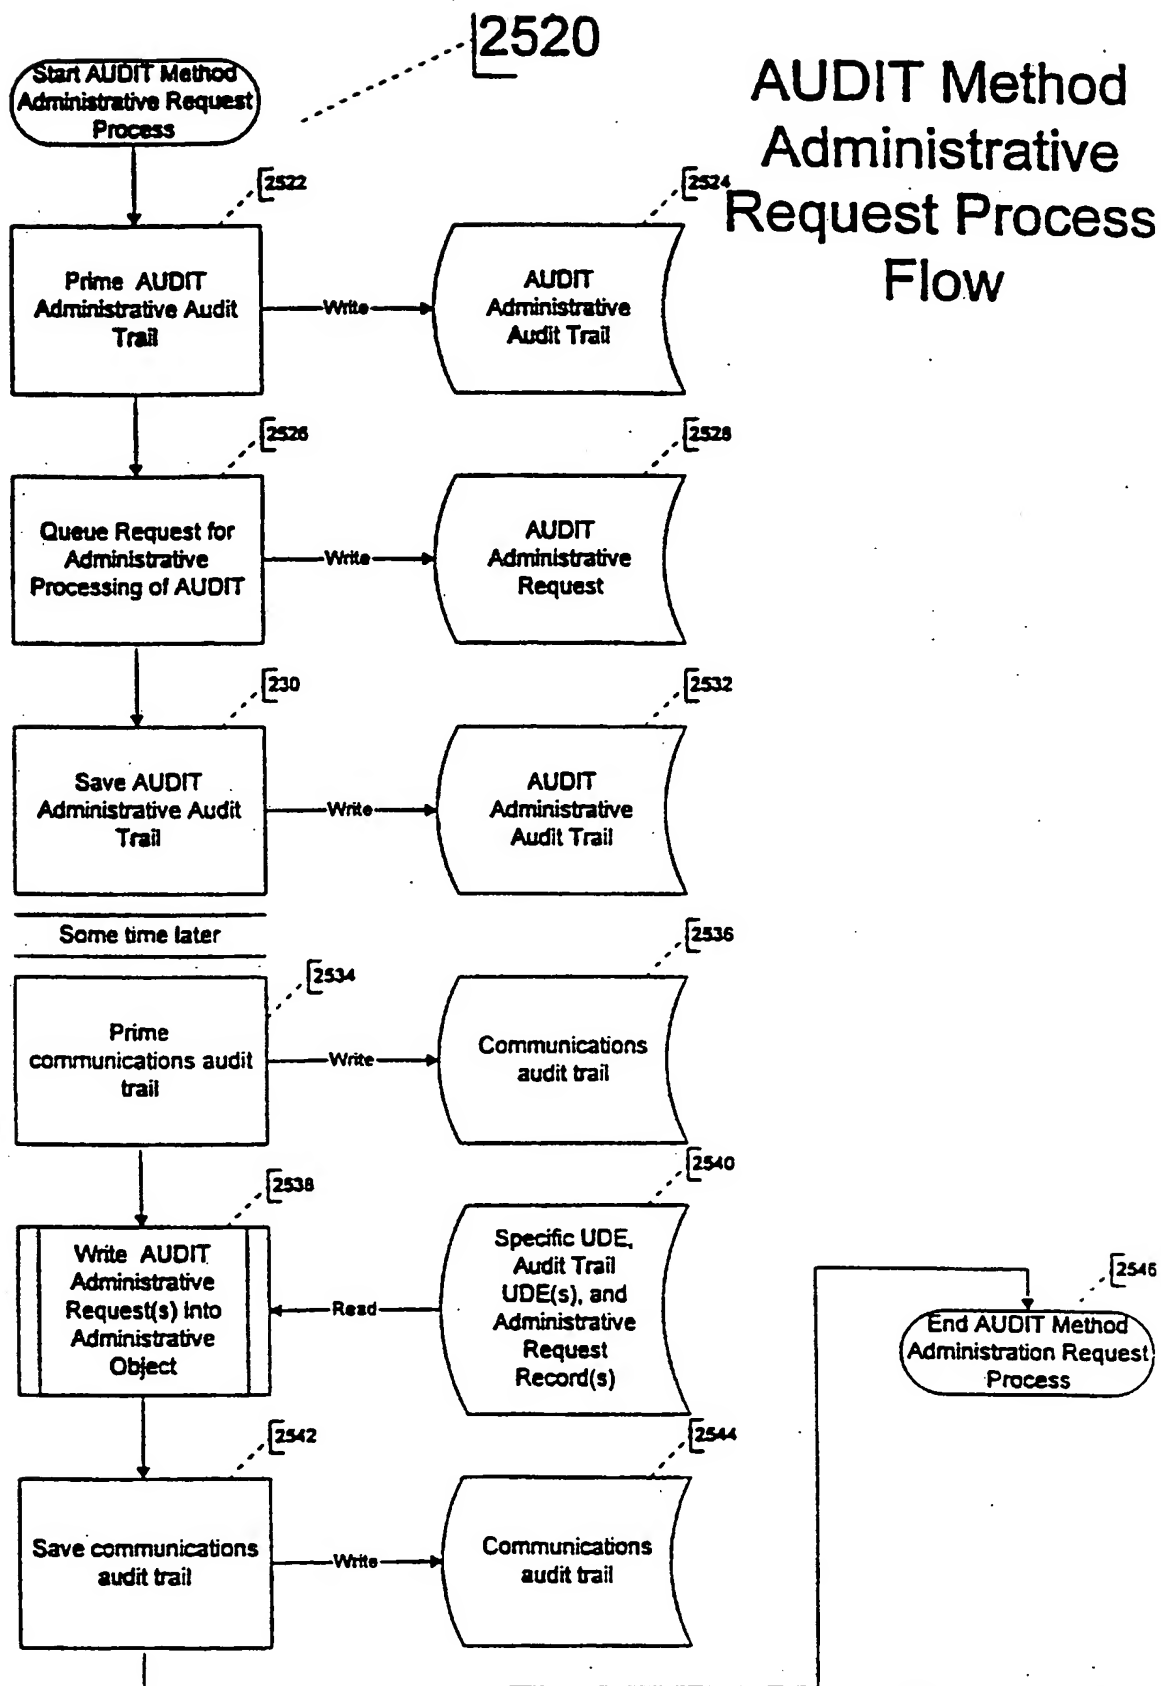 2520
AUDIT Method
Administrative
Request Process
Flow
Start AUDIT Method
Administrative Request
Process
2522
Prime AUDIT
Administrative Audit
Trail
Write
2524
AUDIT
Administrative
Audit Trail
2526
Queue Request for
Administrative
Processing of AUDIT
Write
2528
AUDIT
Administrative
Request
230
Save AUDIT
Administrative Audit
Trail
Write
2532
AUDIT
Administrative
Audit Trail
Some time later
2534
Prime
communications audit
trail
Write
2536
Communications
audit trail
2538
Write AUDIT
Administrative
Request(s) Into
Administrative
Object
Read
2540
Specific UDE,
Audit Trail
UDE(s), and
Administrative
Request
Record(s)
2542
Save communications
audit trail
Write
2544
Communications
audit trail
2546
End AUDIT Method
Administration Request
Process